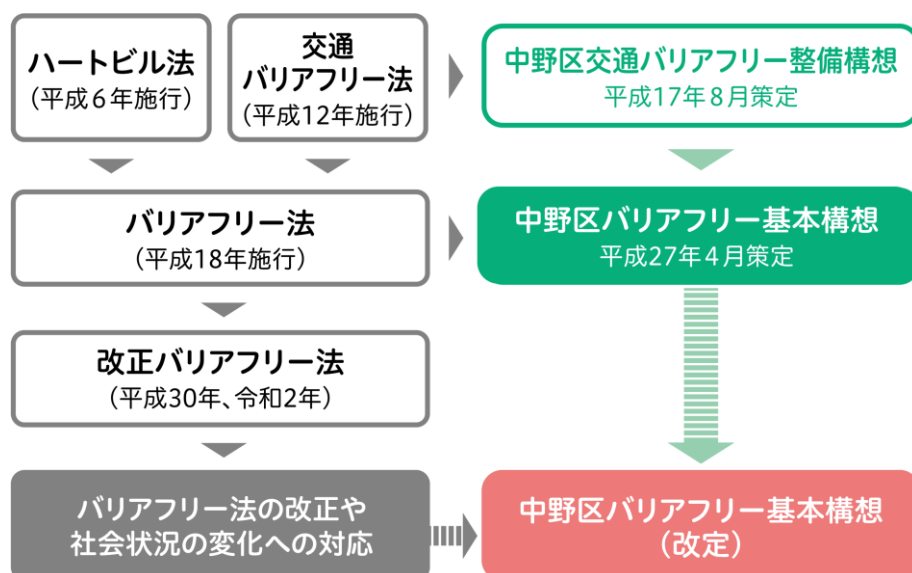 ハートビル法
(平成6年施行)
交通
バリアフリー法
(平成12年施行)
中野区交通バリアフリー整備構想
平成17年8月策定
バリアフリー法
(平成18年施行)
中野区バリアフリー基本構想
平成27年4月策定
改正バリアフリー法
(平成30年、令和2年)
バリアフリー法の改正や
社会状況の変化への対応
中野区バリアフリー基本構想
(改定)